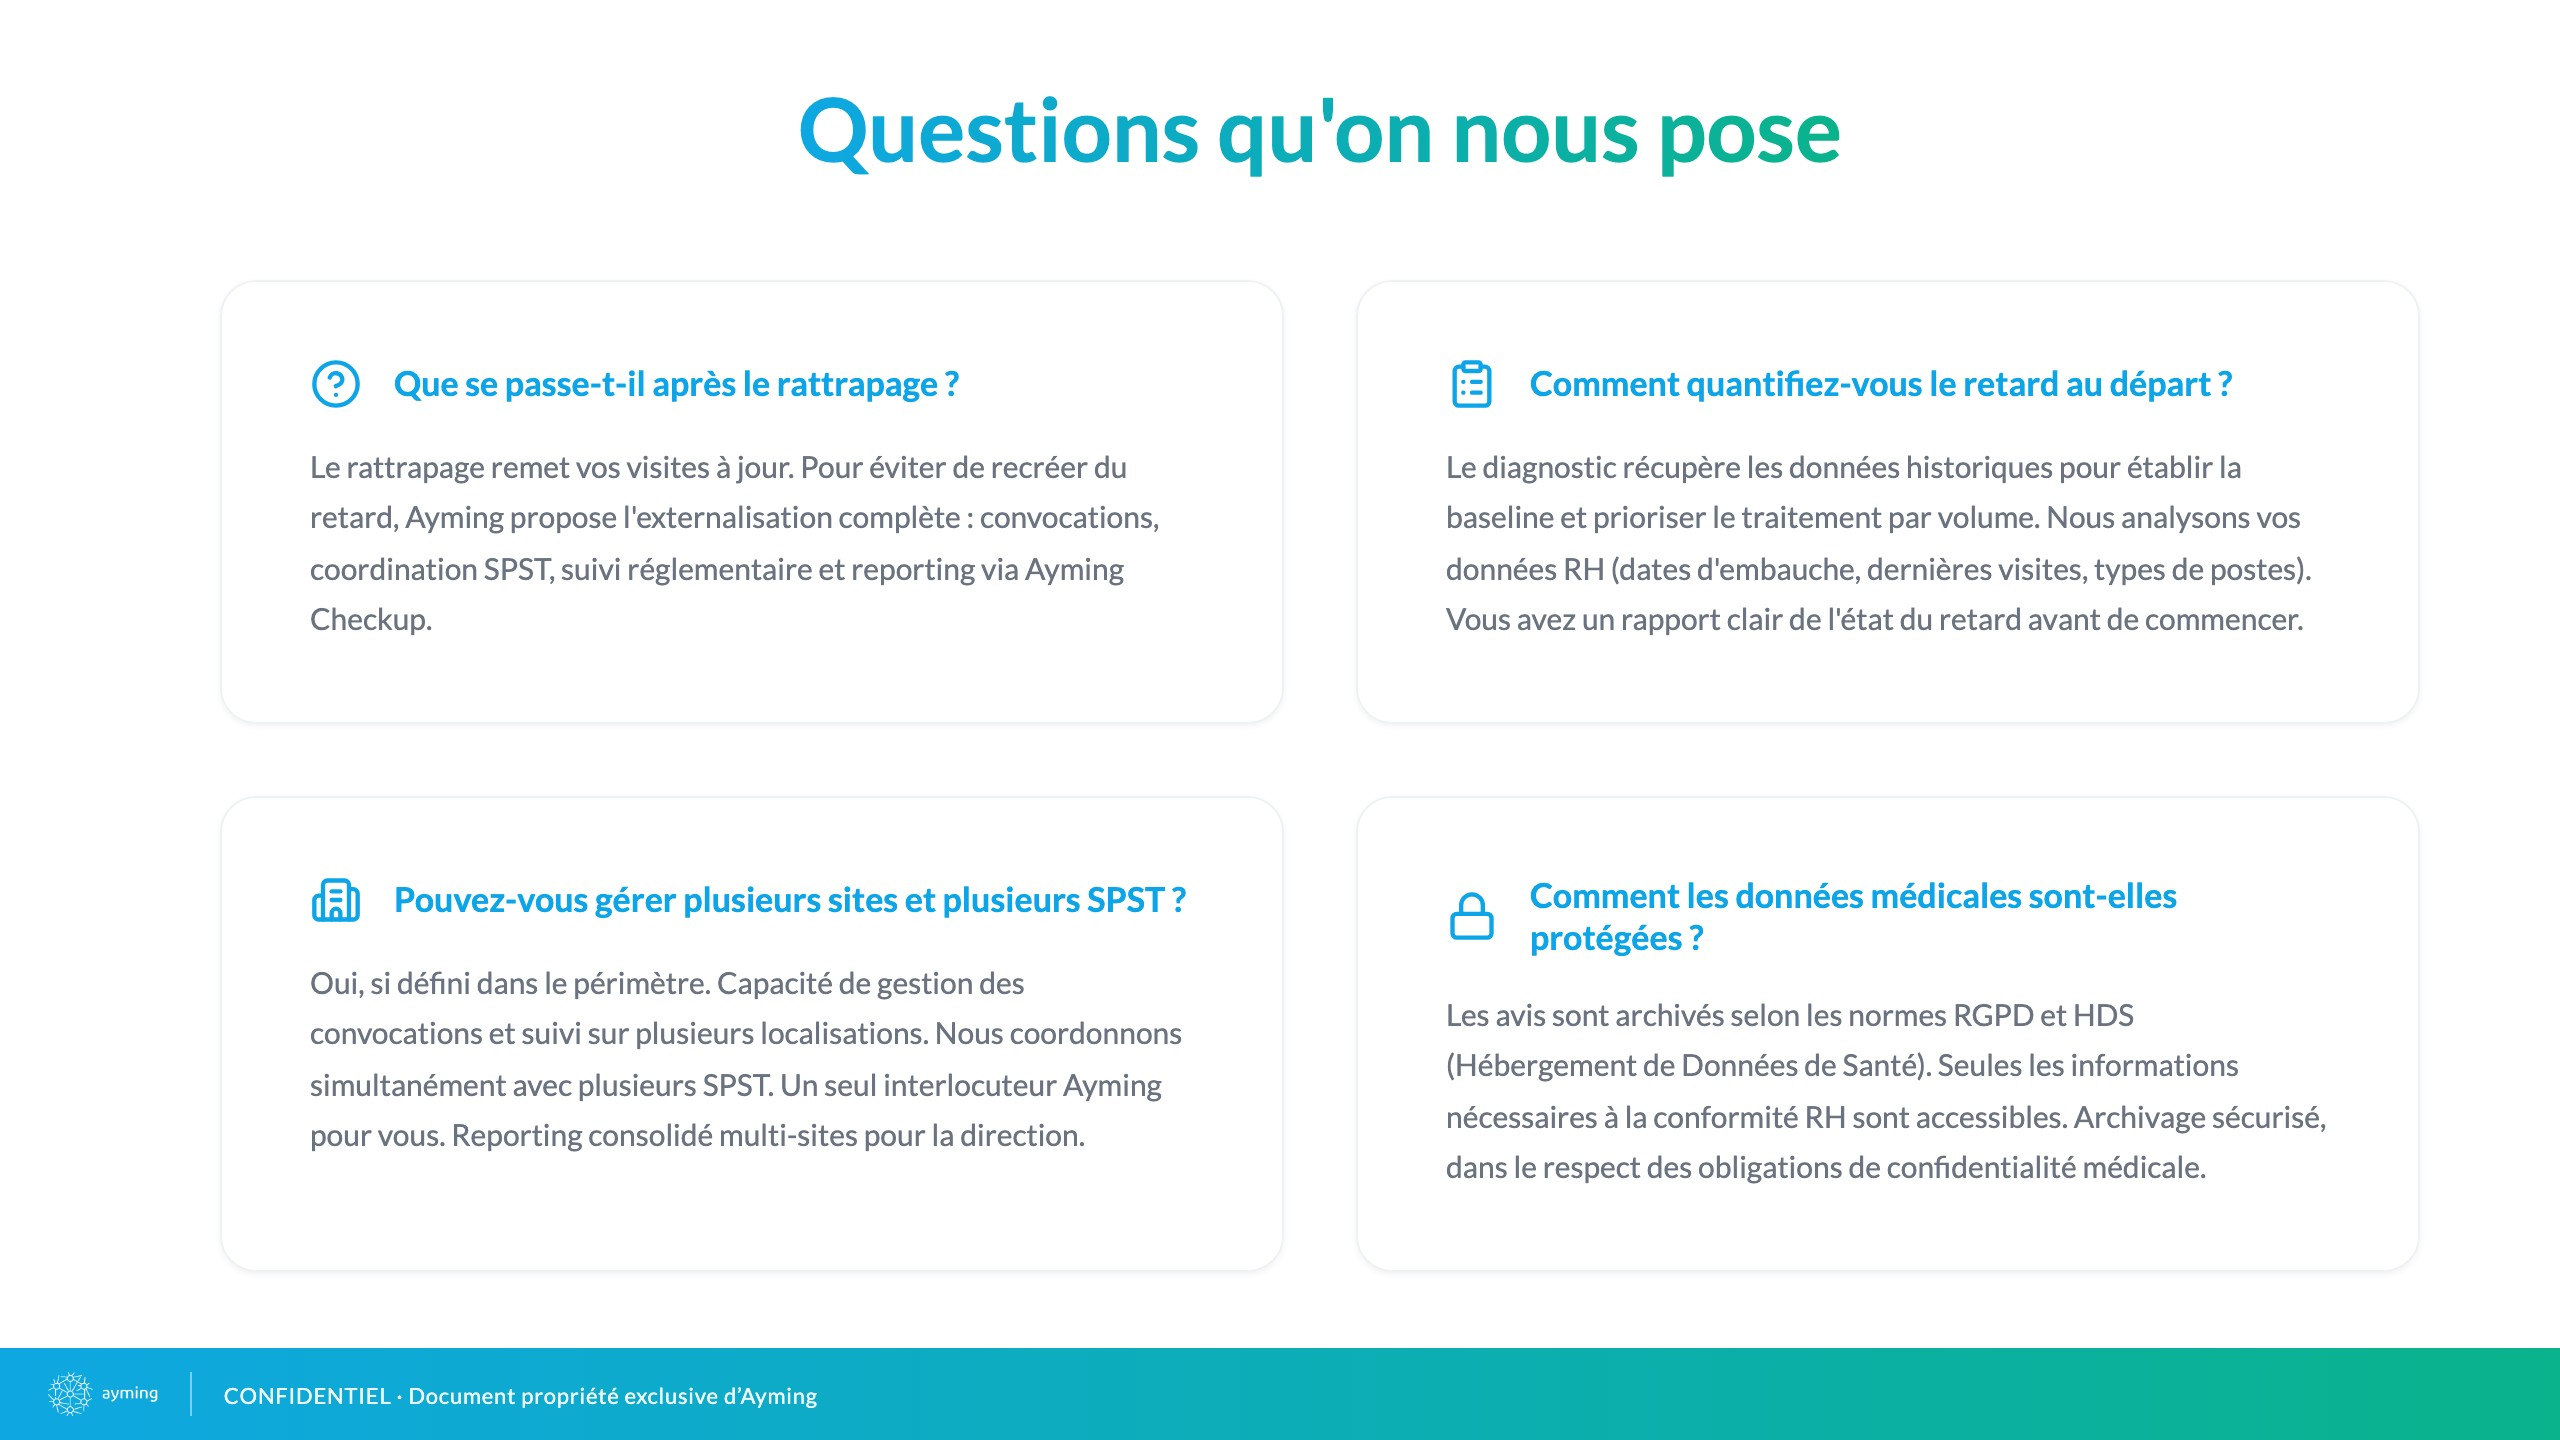 Questions qu'on nous pose
Que se passe-t-il après le rattrapage ?
Le rattrapage remet vos visites à jour. Pour éviter de recréer du
retard, Ayming propose l'externalisation complète : convocations,
coordination SPST, suivi réglementaire et reporting via Ayming
Checkup.
Comment quantifiez-vous le retard au départ ?
Le diagnostic récupère les données historiques pour établir la
baseline et prioriser le traitement par volume. Nous analysons vos
données RH (dates d'embauche, dernières visites, types de postes).
Vous avez un rapport clair de l'état du retard avant de commencer.
Pouvez-vous gérer plusieurs sites et plusieurs SPST ?
Oui, si défini dans le périmètre. Capacité de gestion des
convocations et suivi sur plusieurs localisations. Nous coordonnons
simultanément avec plusieurs SPST. Un seul interlocuteur Ayming
pour vous. Reporting consolidé multi-sites pour la direction.
Comment les données médicales sont-elles
protégées ?
Les avis sont archivés selon les normes RGPD et HDS
(Hébergement de Données de Santé). Seules les informations
nécessaires à la conformité RH sont accessibles. Archivage sécurisé,
dans le respect des obligations de confidentialité médicale.
ayming
CONFIDENTIEL · Document propriété exclusive d’Ayming